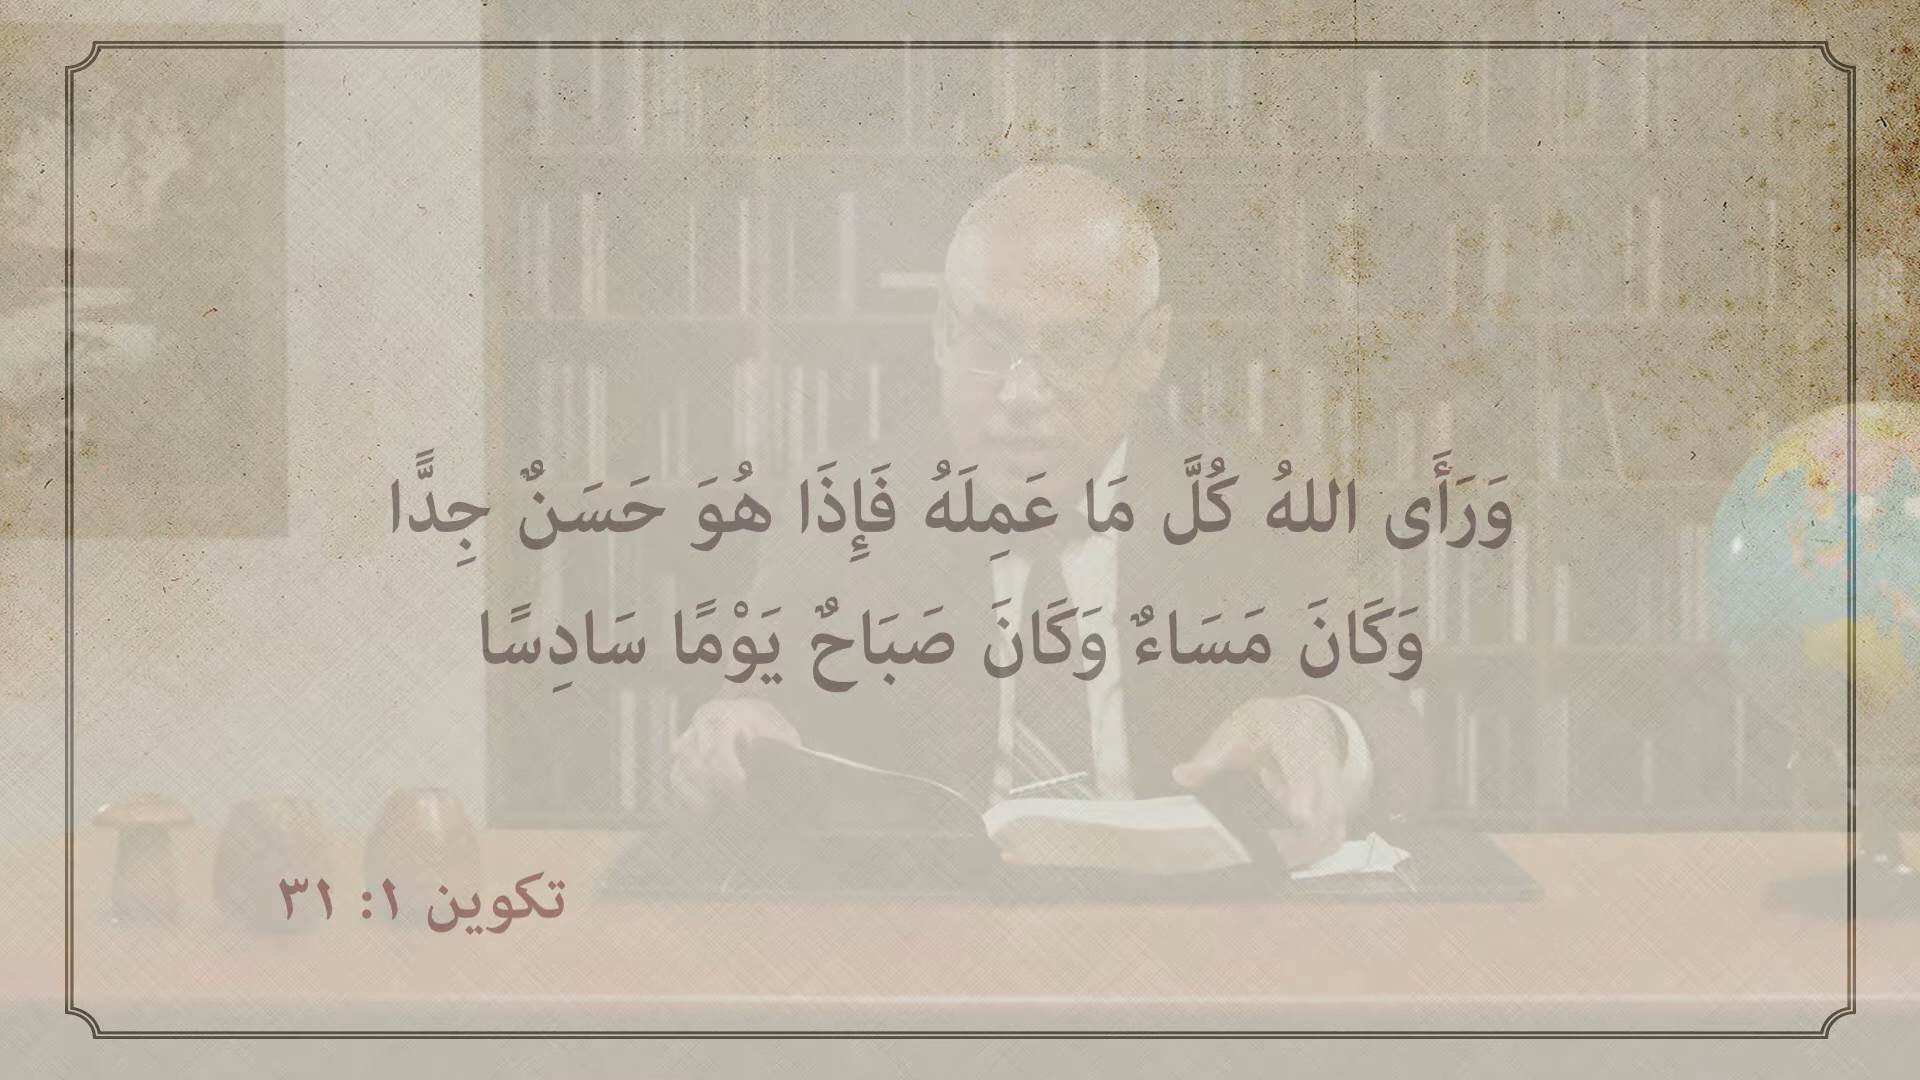 وَرَأَى اللهُ كُلَّ مَا عَمِلَهُ فَإِذَا هُوَ حَسَنٌ جِدًّا
وَكَانَ مَسَاءٌ وَكَانَ صَبَاحٌ يَوْمًا سَادِسًا
تكوين ١: ٣١